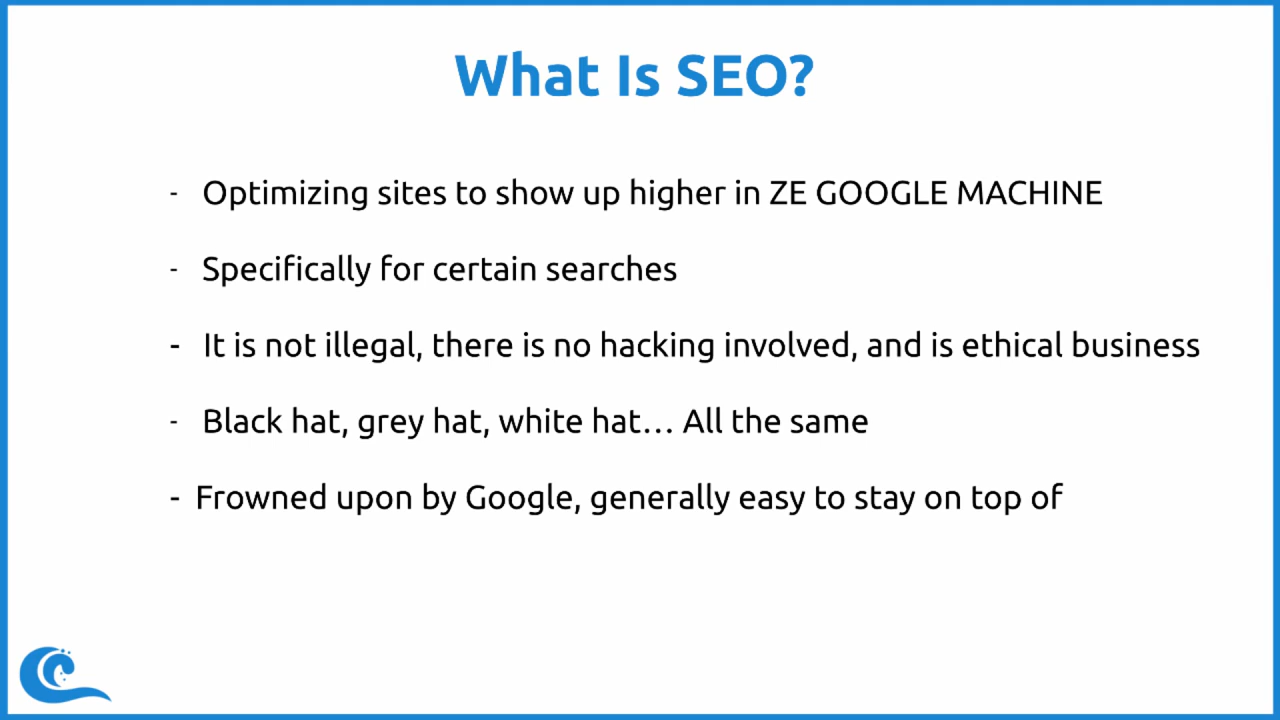 What Is SEO?
- Optimizing sites to show up higher in ZE GOOGLE MACHINE
- Specifically for certain searches
- It is not illegal, there is no hacking involved, and is ethical business
- Black hat, grey hat, white hat… All the same
- Frowned upon by Google, generally easy to stay on top of